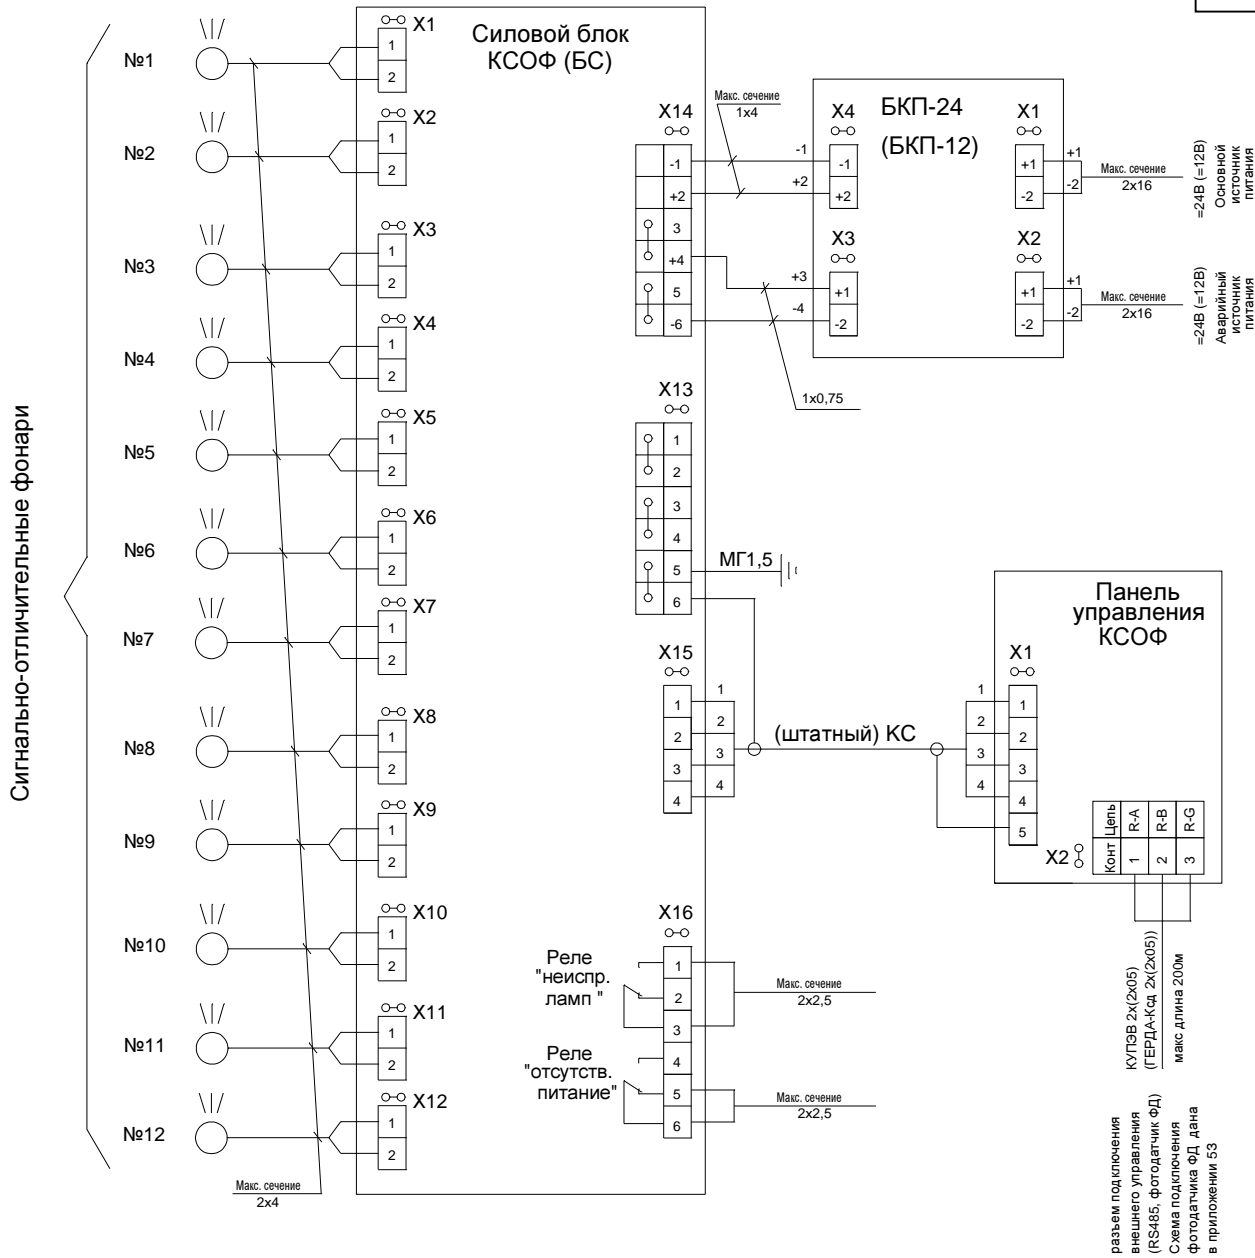 Сигнально-отличительные фонари
№1
№2
№3
№4
№5
№6
№7
№8
№9
№10
№11
№12
Макс. сечение
2х4
Силовой блок
КСОФ (БС)
X1
1
2
X2
1
2
X3
1
2
X4
1
2
X5
1
2
X6
1
2
X7
1
2
X8
1
2
X9
1
2
X10
1
2
X11
1
2
X12
1
2
X14
-1
+2
3
+4
5
-6
Макс. сечение
1х4
-1
+2
+3
-4
1х0,75
БКП-24
(БКП-12)
X4
-1
+2
X3
+1
-2
X1
+1
-2
X2
+1
-2
+1
-2
Макс. сечение
2х16
=24В (=12В)
Основной
источник
питания
+1
-2
Макс. сечение
2х16
=24В (=12В)
Аварийный
источник
питания
X13
1
2
3
4
5
6
МГ1,5
X15
1
2
3
4
1
2
3
4
(штатный) КС
Панель
управления
КСОФ
X1
1
2
3
4
1
2
3
4
5
X2
Конт
Цепь
1
R-A
2
R-B
3
R-G
КУПЭВ 2х(2х05)
(ГЕРДА-Ксд 2х(2х05))
макс длина 200м
разъем подключения
внешнего управления
(RS485, фотодатчик ФД)
Схема подключения
фотодатчика ФД дана
в приложении 53
X16
1
2
3
4
5
6
Реле
"неиспр.
ламп "
Реле
"отсутств.
питание"
Макс. сечение
2х2,5
Макс. сечение
2х2,5